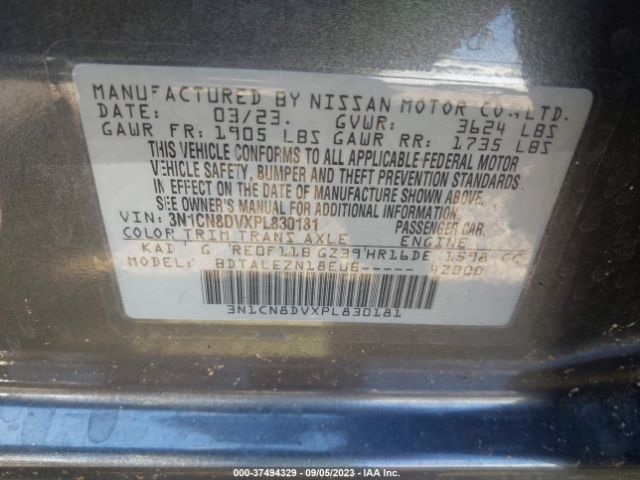 MANUFACTURED BY NISSAN MOTOR CO., LTD.
DATE: 03/23. GVWR: 3624 LBS
GAWR FR: 1905 LBS GAWR RR: 1735 LBS
THIS VEHICLE CONFORMS TO ALL APPLICABLE FEDERAL MOTOR
VEHICLE SAFETY, BUMPER AND THEFT PREVENTION STANDARDS
IN EFFECT ON THE DATE OF MANUFACTURE SHOWN ABOVE.
SEE OWNER'S MANUAL FOR ADDITIONAL INFORMATION
VIN: 3N1CN8DVXPL830181 PASSENGER CAR
COLOR TRIM TRANS AXLE ENGINE
KAD G RE0F11B GZ39 HR16DE 1598 CC
BDTALEZN18EUB----- 42000
3N1CN8DVXPL830181
000-37494329 - 09/05/2023 - IAA Inc.